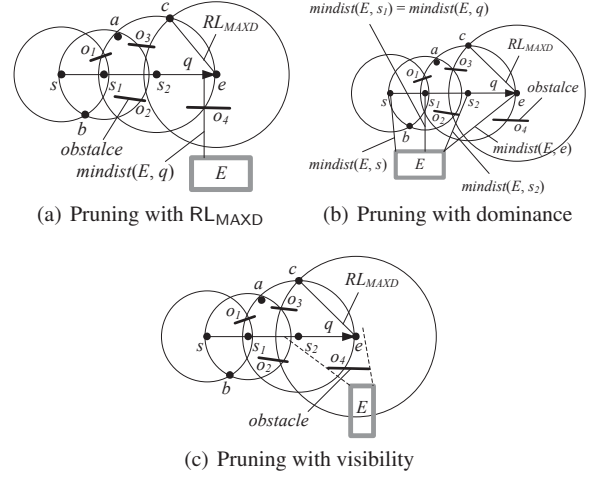 a
c
o1
o3
RLMAXD
q
s
s1
s2
e
o2
o4
b
obstalce
mindist(E, q)
E
(a) Pruning with RLMAXD
mindist(E, s1) = mindist(E, q)
a
c
o3
RLMAXD
o1
q
obstacle
s
s1
s2
e
o2
o4
b
E
mindist(E, s)
mindist(E, e)
mindist(E, s2)
(b) Pruning with dominance
a
c
RLMAXD
o1
o3
q
s
s1
s2
e
o2
o4
b
obstacle
E
(c) Pruning with visibility